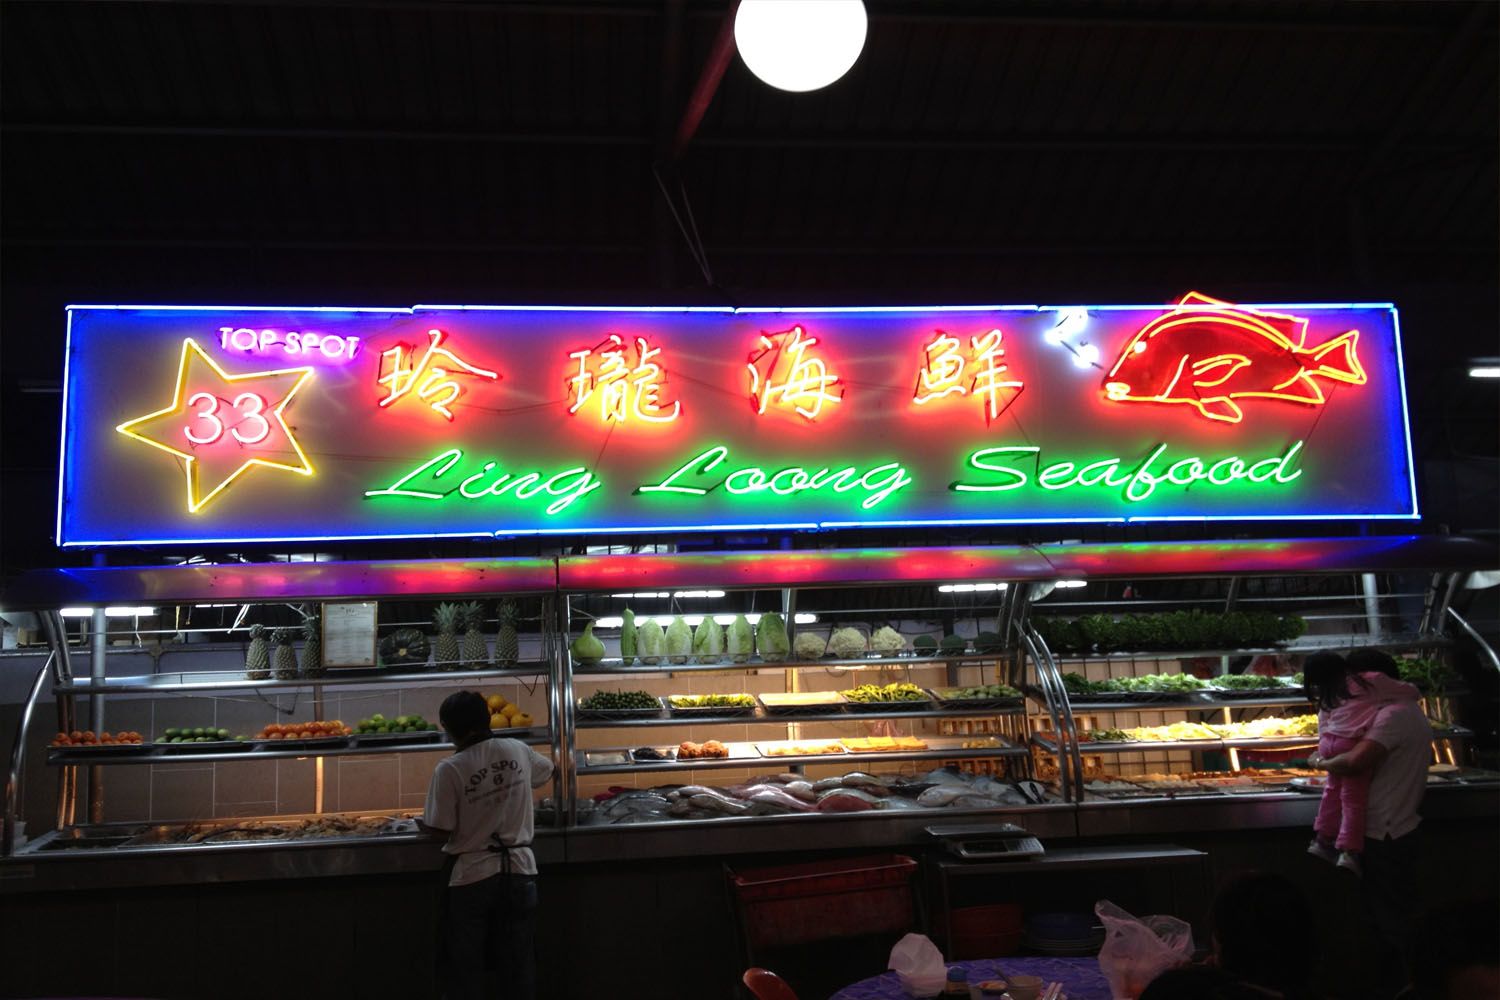 TOP SPOT
33
玲瓏海鮮
Ling Loong Seafood
TOP SPOT
6